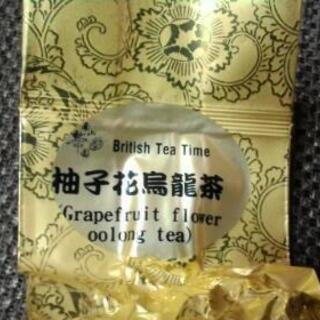 British Tea Time
柚子花烏龍茶
(Grapefruit flower
oolong tea)